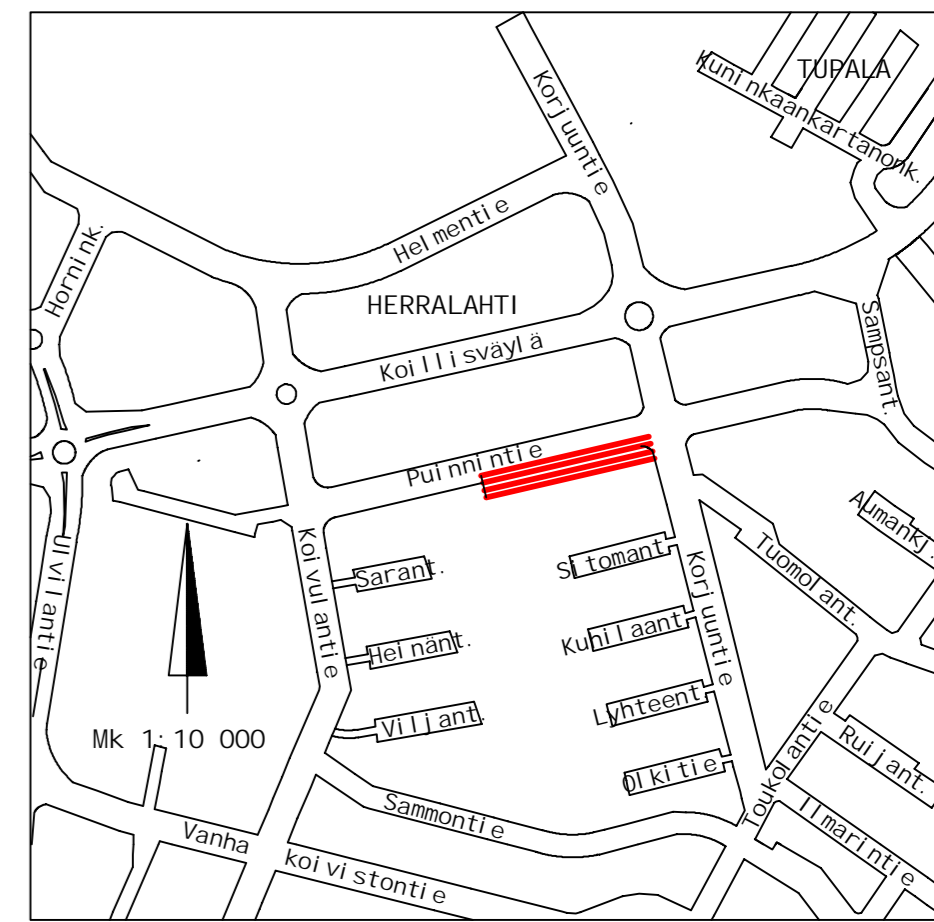 TUPALA
Kuninkaankartanonk.
Korjuuntie
Helmentie
Hornink.
HERRALAHTI
Koillisväylä
Sampsant.
Puinnintie
Aumankj.
Ulvilantie
Koivulantie
Sarant.
Sitomant.
Korjuuntie
Tuomolant.
Heinänt.
Kuhilaant.
Mk 1:10 000
Viljant.
Lyhteent.
Olkitie
Toukolantie
Ruijant.
Sammontie
Ilmarintie
Vanha
koivistontie